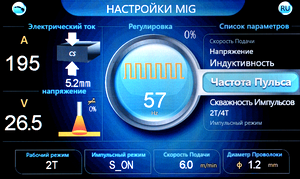 НАСТРОЙКИ MIG
RU
Электрический ток
Регулировка
Список параметров
A
195
CS
5.2mm
0%
57
Скорость Подачи
Напряжение
Индуктивность
Частота Пульса
Скважность Импульсов
2T/4T
Импульсный режим
напряжение
V
26.5
0%
Рабочий режим
2T
Импульсный режим
S_ON
Скорость Подачи
6.0 m/min
Диаметр Проволоки
ϕ 1.2 mm